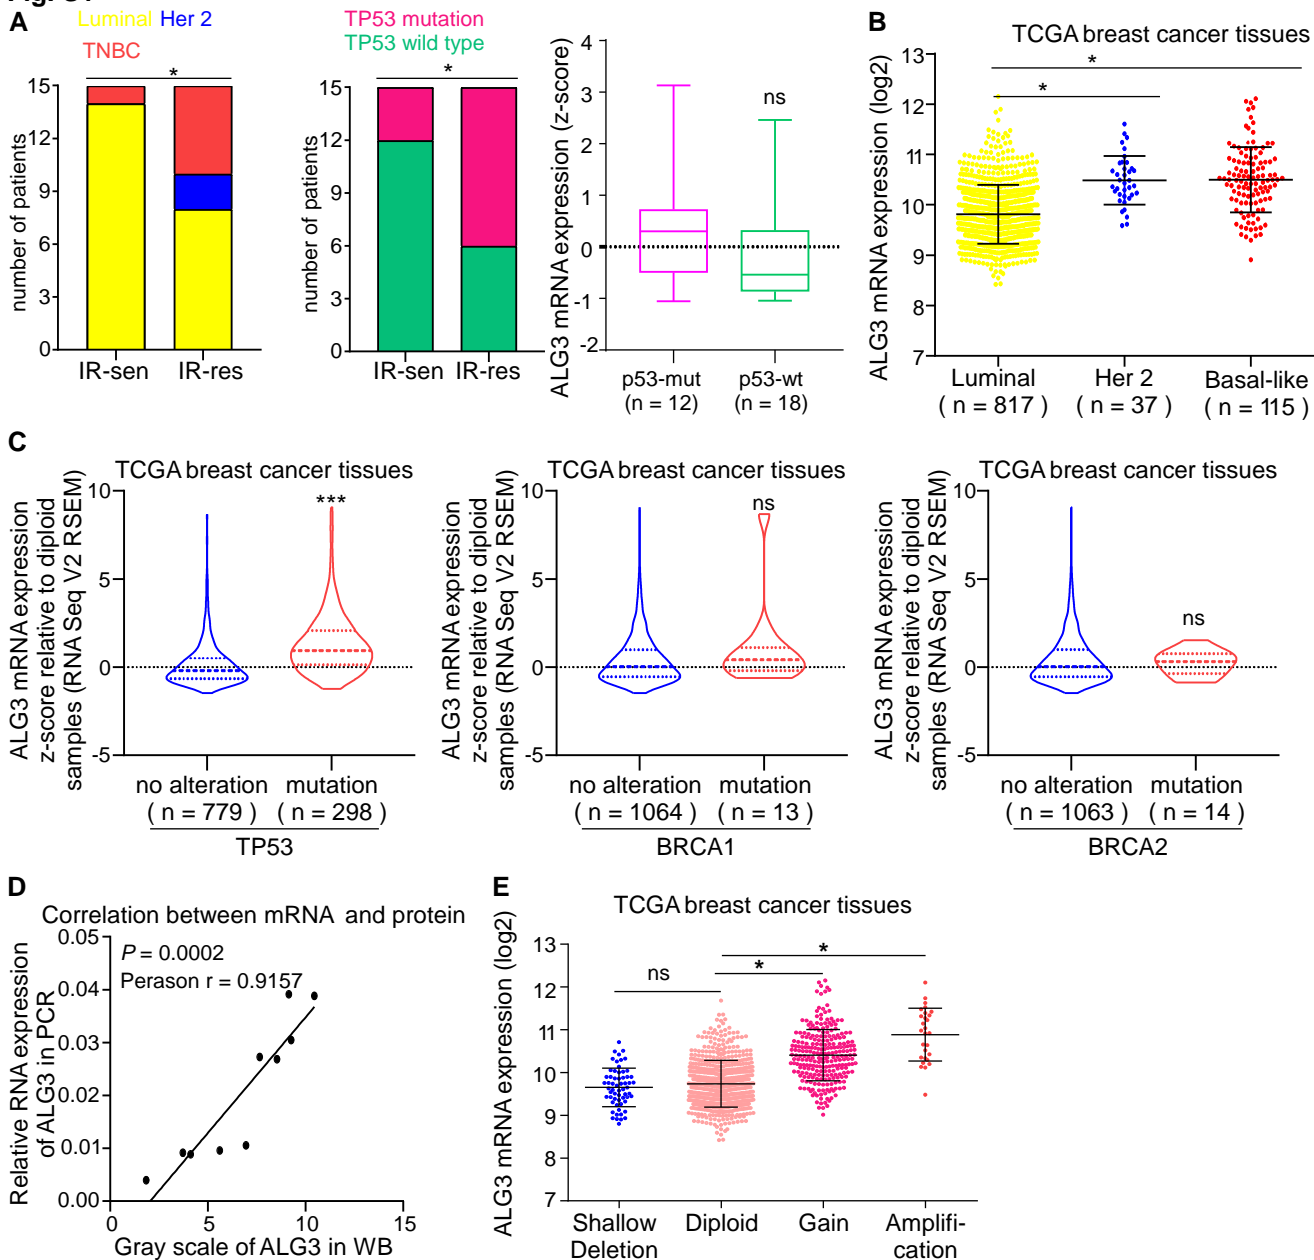 A
Luminal Her 2
TNBC
*
15
12
9
6
3
0
number of patients
IR-sen IR-res
TP53 mutation
TP53 wild type
*
15
12
9
6
3
0
number of patients
IR-sen IR-res
4
3
2
1
0
-1
-2
ALG3 mRNA expression (z-score)
ns
p53-mut p53-wt
(n = 12) (n = 18)
B
TCGA breast cancer tissues
*
*
13
12
11
10
9
8
7
ALG3 mRNA expression (log2)
Luminal Her 2 Basal-like
( n = 817 ) ( n = 37 ) ( n = 115 )
C
TCGA breast cancer tissues
10
5
0
-5
ALG3 mRNA expression
z-score relative to diploid
samples (RNA Seq V2 RSEM)
***
no alteration mutation
( n = 779 ) ( n = 298 )
TP53
TCGA breast cancer tissues
10
5
0
-5
ALG3 mRNA expression
z-score relative to diploid
samples (RNA Seq V2 RSEM)
ns
no alteration mutation
( n = 1064 ) ( n = 13 )
BRCA1
TCGA breast cancer tissues
10
5
0
-5
ALG3 mRNA expression
z-score relative to diploid
samples (RNA Seq V2 RSEM)
ns
no alteration mutation
( n = 1063 ) ( n = 14 )
BRCA2
D
Correlation between mRNA and protein
P = 0.0002
Perason r = 0.9157
0.05
0.04
0.03
0.02
0.01
0.00
Relative RNA expression
of ALG3 in PCR
0 5 10 15
Gray scale of ALG3 in WB
E
TCGA breast cancer tissues
ns
*
*
13
12
11
10
9
8
7
ALG3 mRNA expression (log2)
Shallow Diploid Gain Amplifi-
Deletion cation